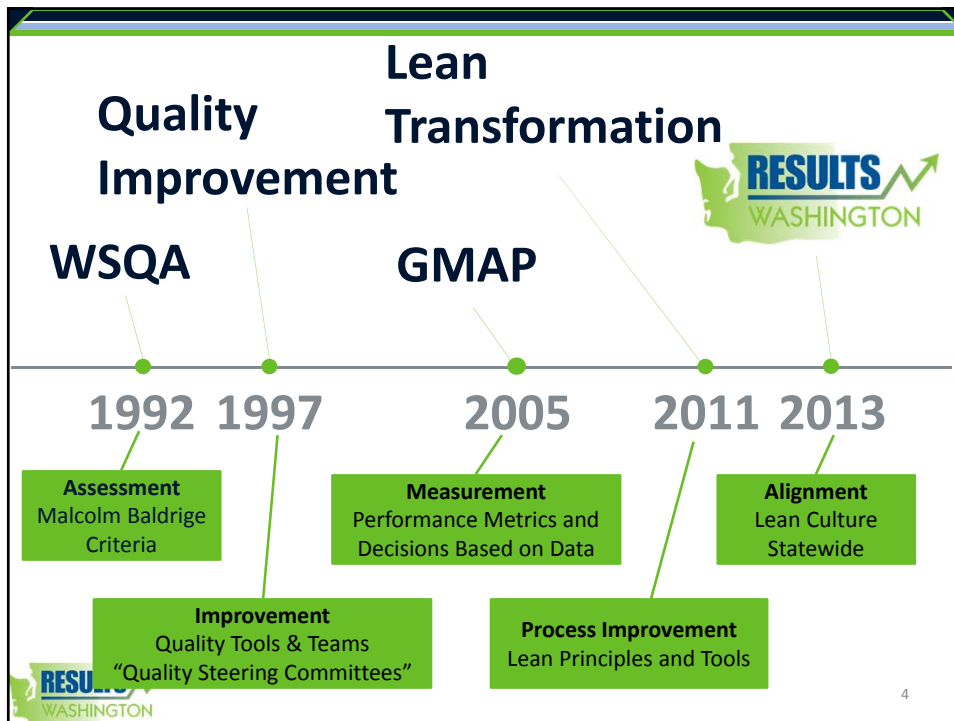 Lean
Transformation
Quality
Improvement
RESULTS
WASHINGTON
WSQA
GMAP
1992 1997 2005 2011 2013
Assessment
Malcolm Baldrige
Criteria
Measurement
Performance Metrics and
Decisions Based on Data
Alignment
Lean Culture
Statewide
Improvement
Quality Tools & Teams
“Quality Steering Committees”
Process Improvement
Lean Principles and Tools
WASHINGTON
4